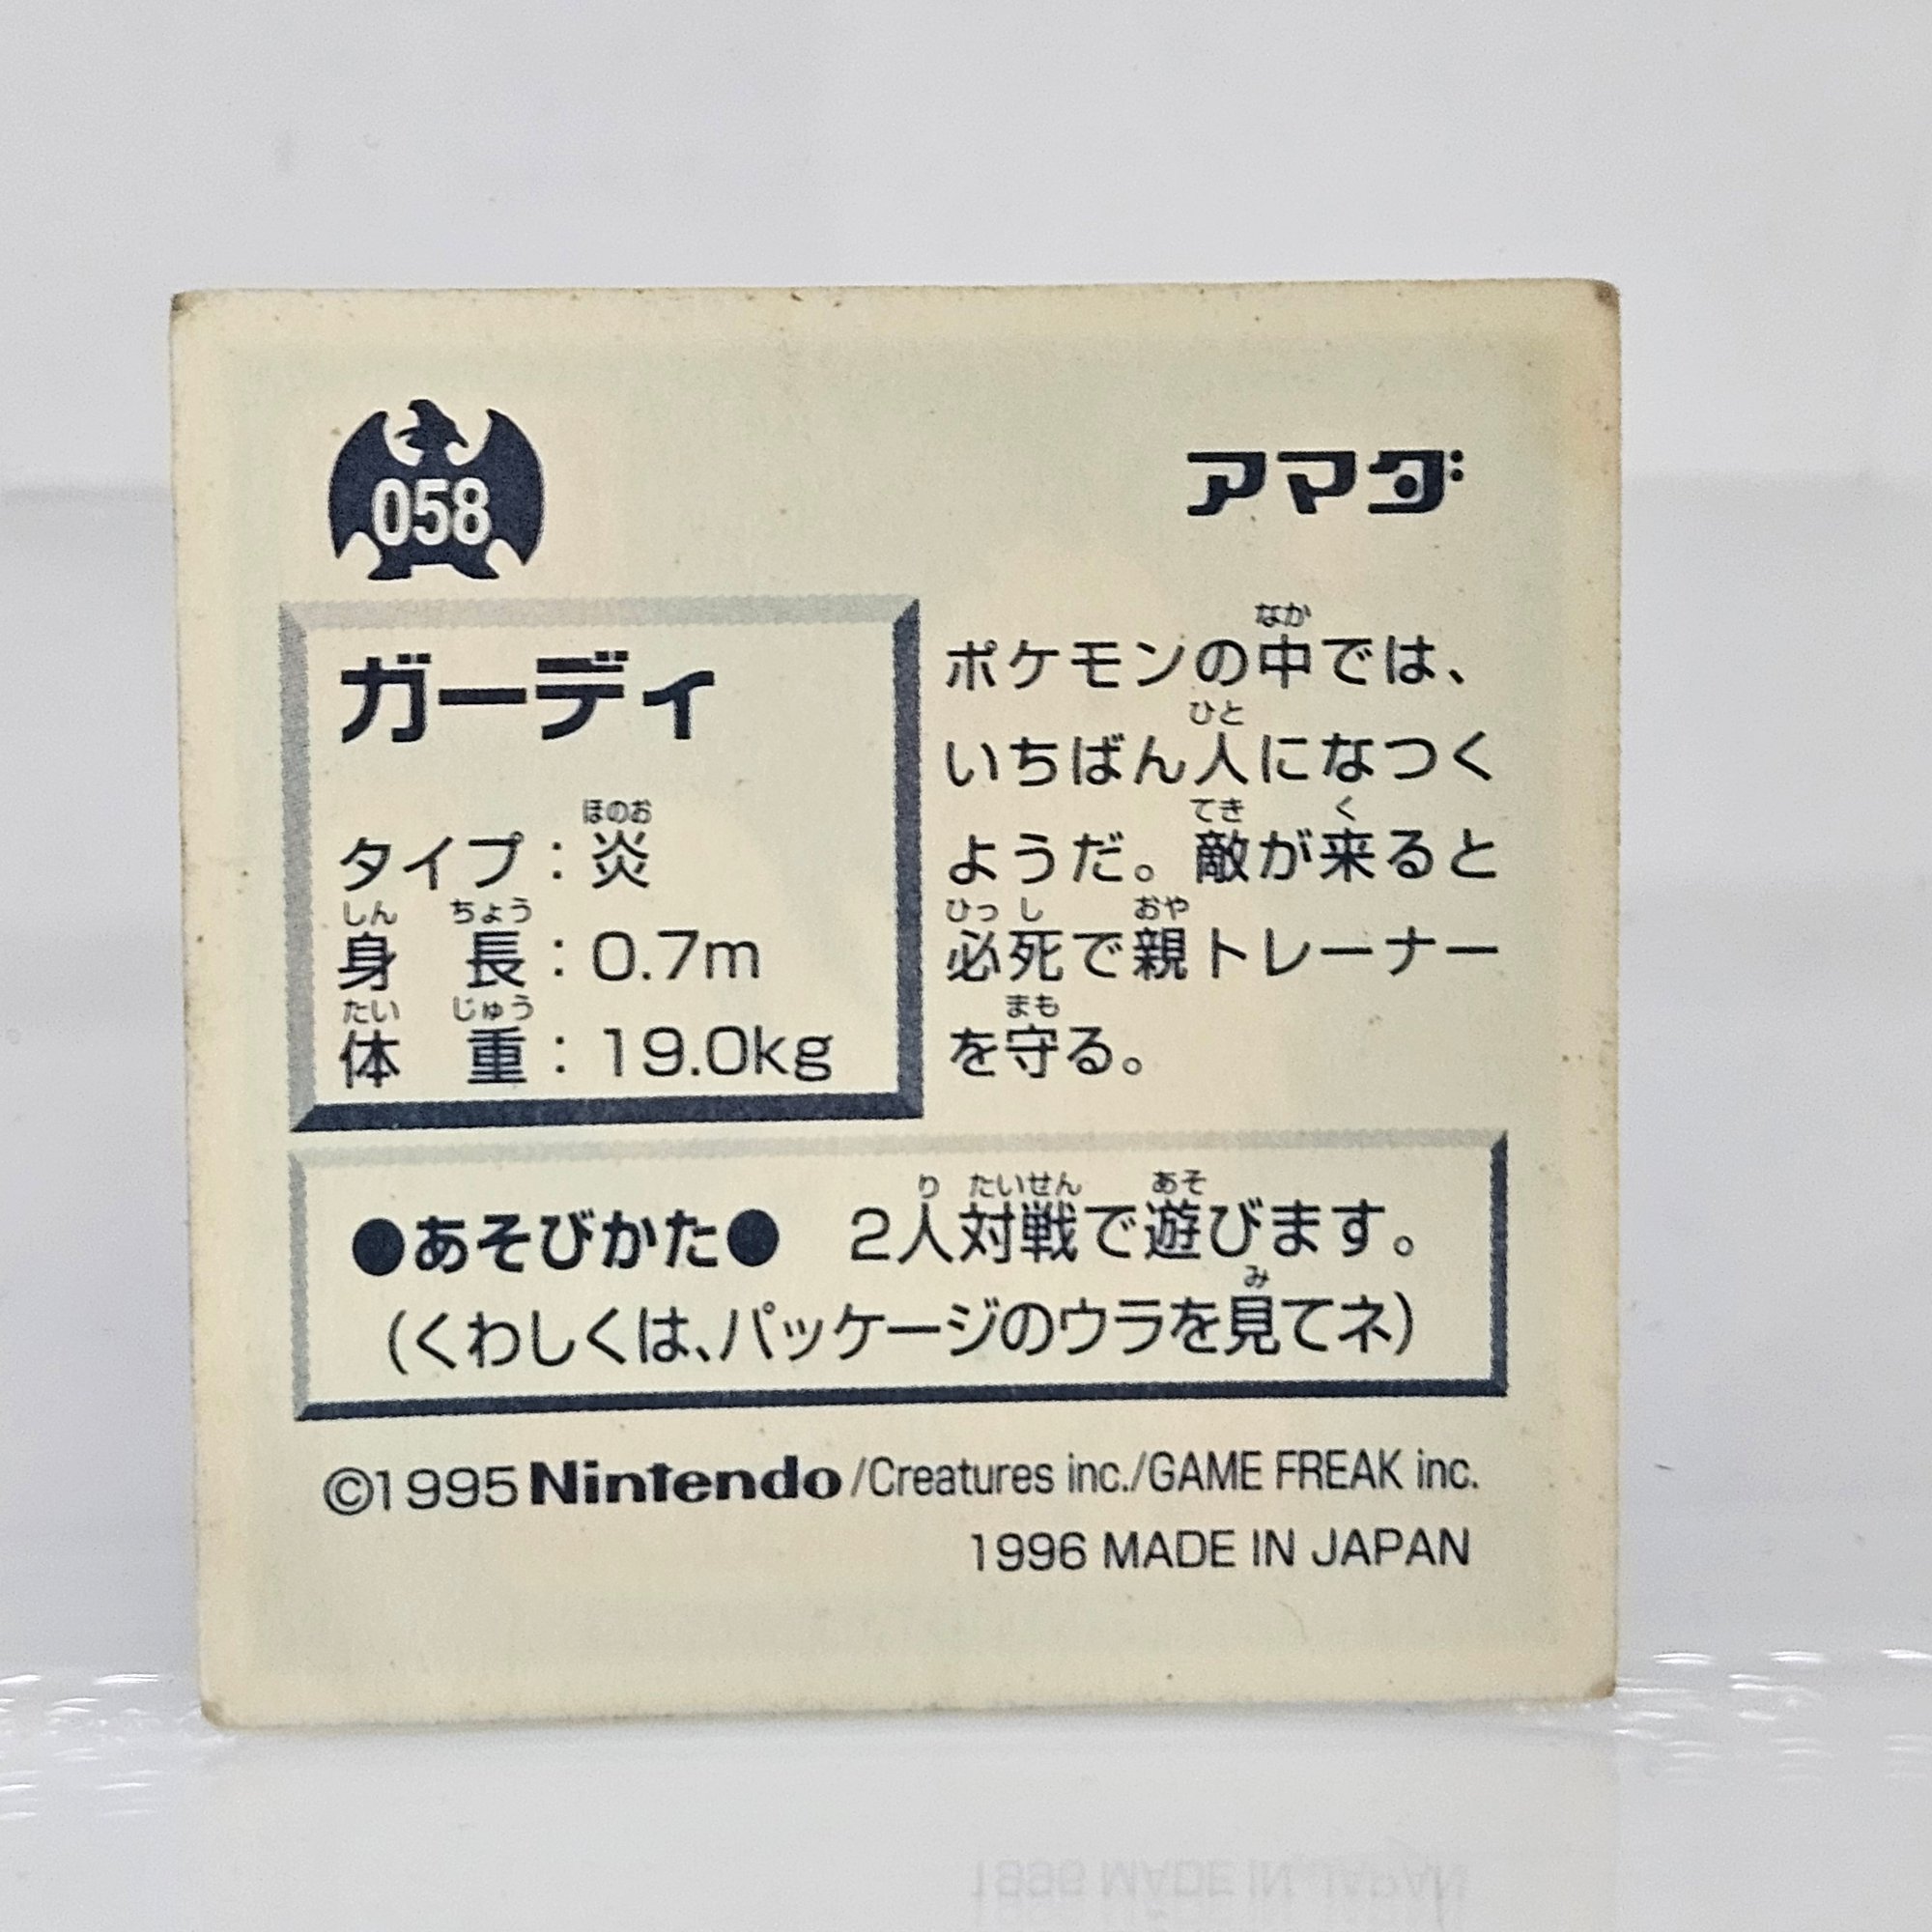 058
アマダ
ガーディ
タイプ：炎
身長：0.7m
体重：19.0kg
ポケモンの中では、
いちばん人になつく
ようだ。敵が来ると
必死で親トレーナー
を守る。
●あそびかた● 2人対戦で遊びます。
(くわしくは、パッケージのウラを見てネ)
©1995 Nintendo/Creatures inc./GAME FREAK inc.
1996 MADE IN JAPAN